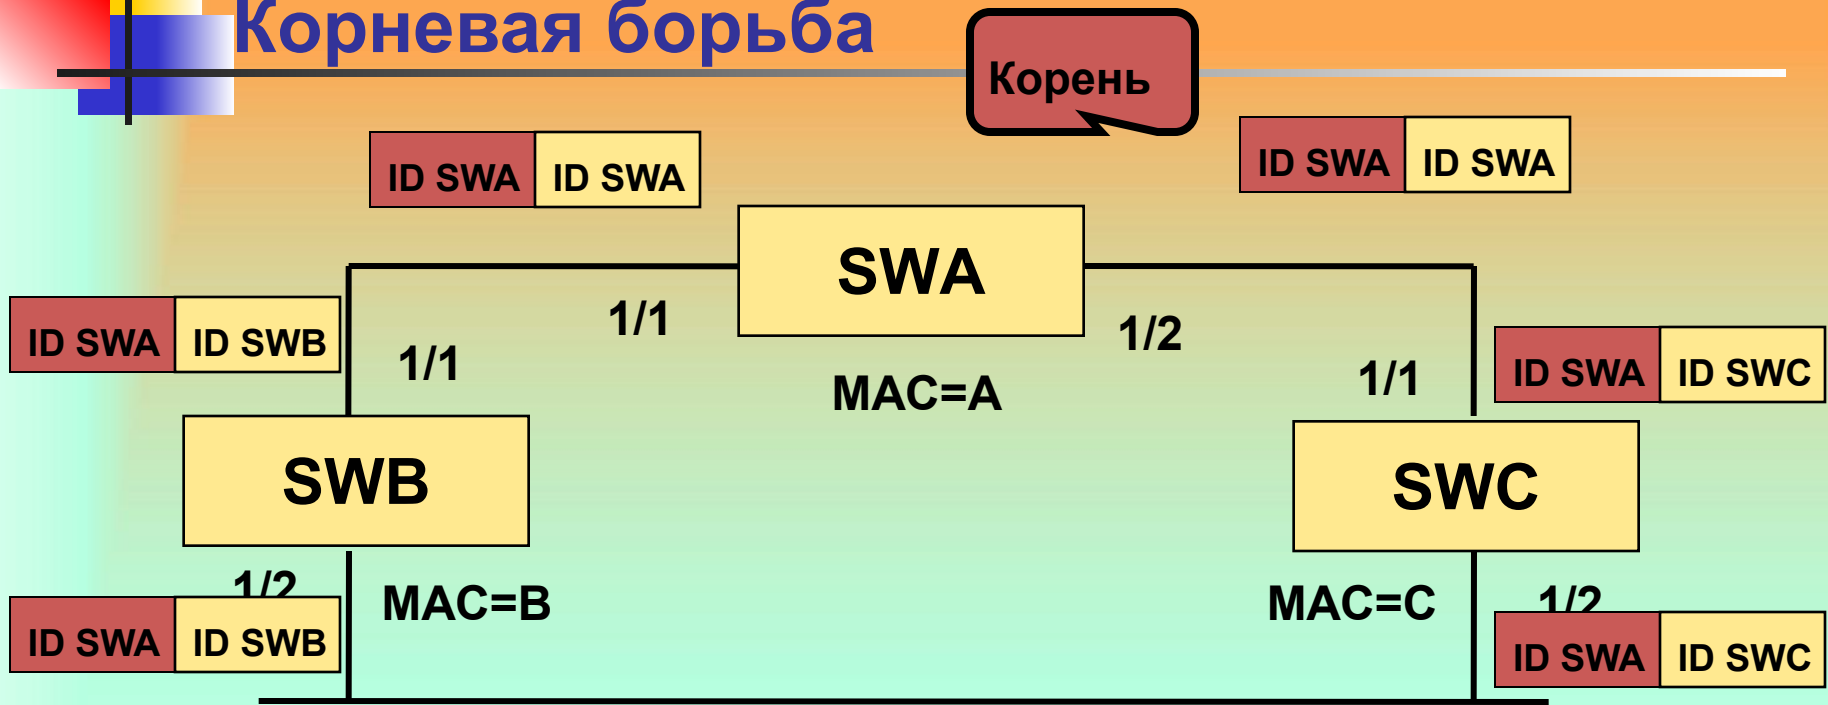 Корневая борьба
Корень
ID SWA ID SWA
ID SWA ID SWA
SWA
1/1
1/2
MAC=A
ID SWA ID SWB
1/1
1/1
ID SWA ID SWC
SWB
SWC
1/2
MAC=B
MAC=C
1/2
ID SWA ID SWB
ID SWA ID SWC